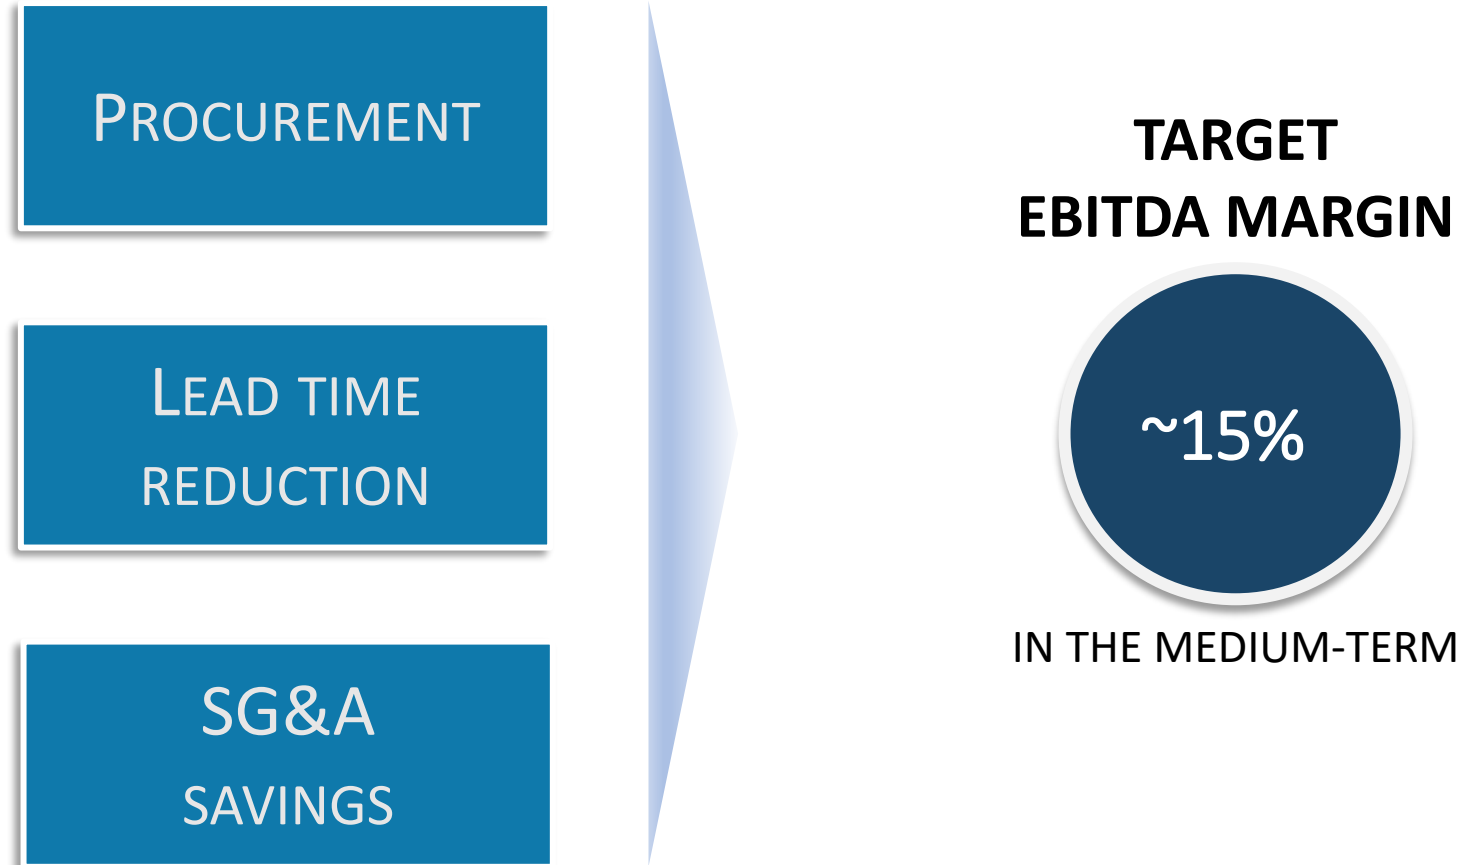 PROCUREMENT
LEAD TIME
REDUCTION
SG&A
SAVINGS
TARGET
EBITDA MARGIN
~15%
IN THE MEDIUM-TERM